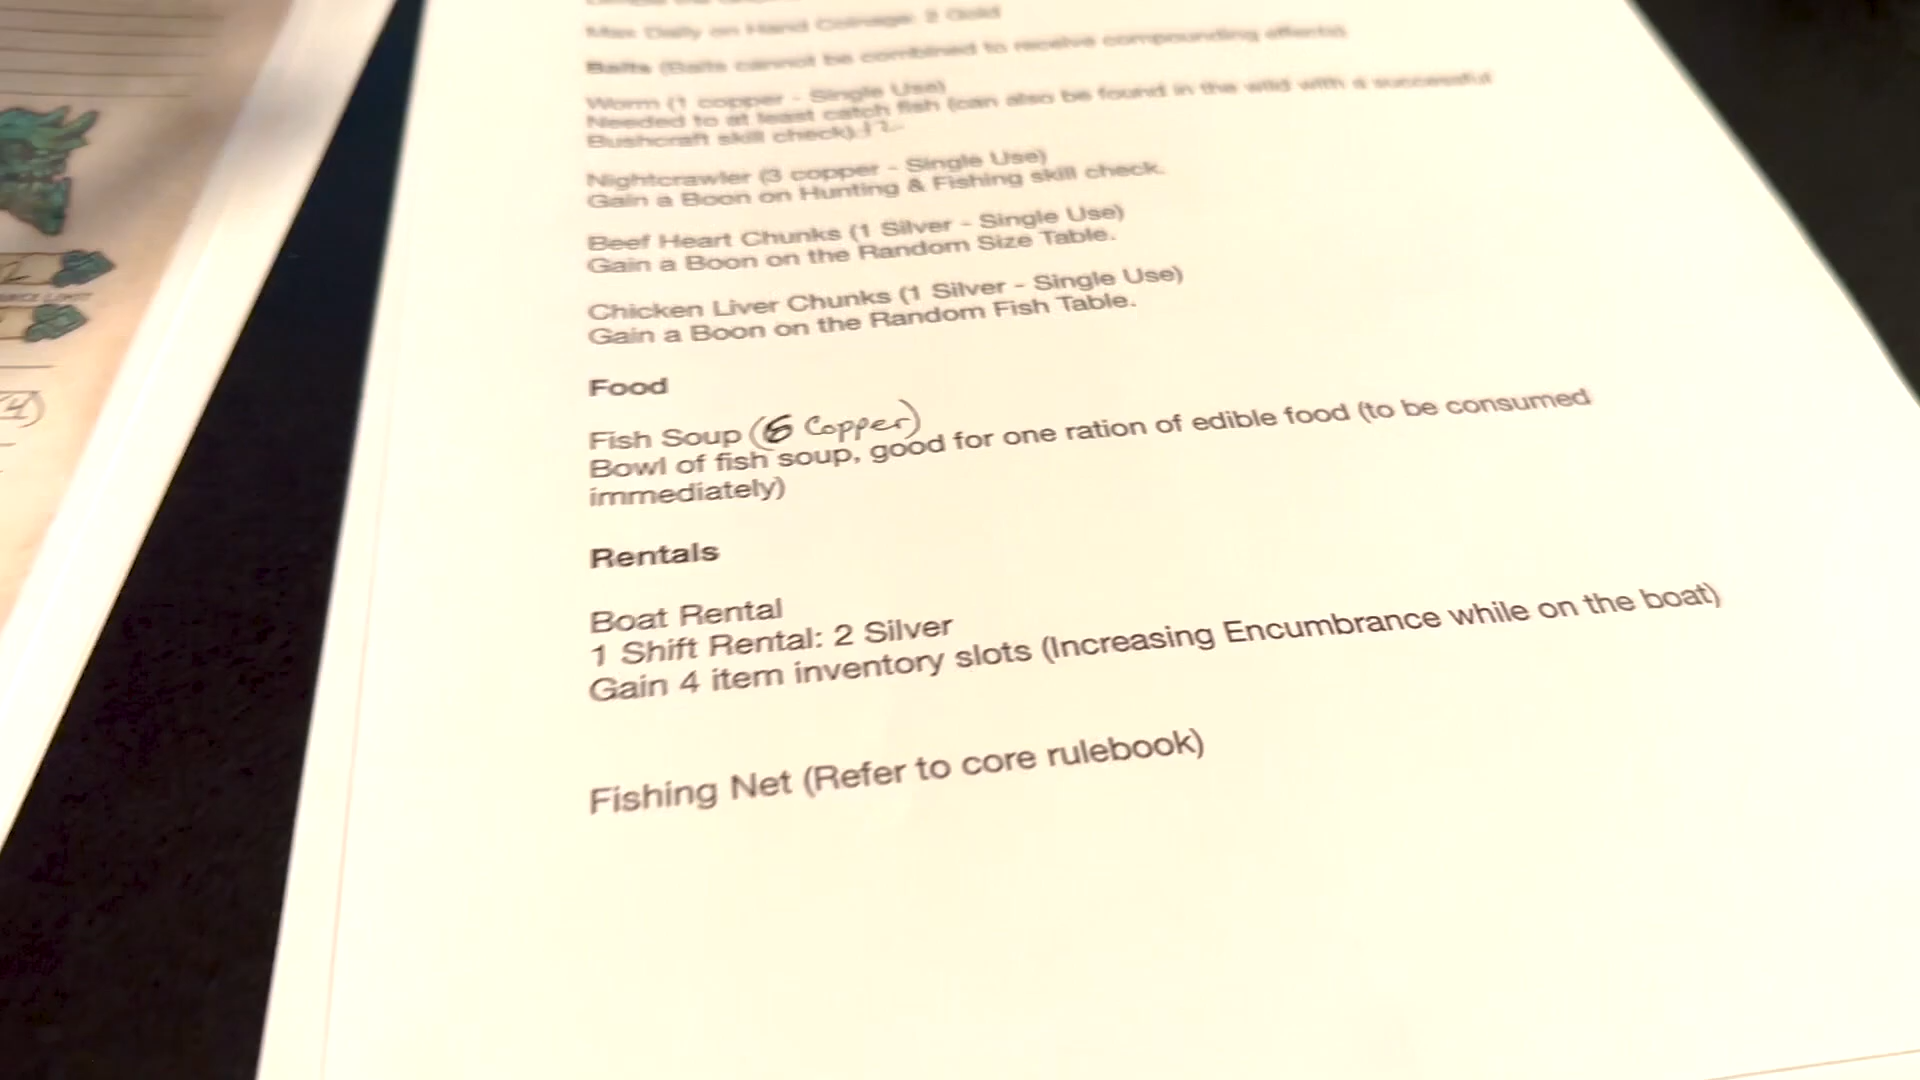 Max Daily on Hand Coinage: 2 Gold
Baits (Baits cannot be combined to receive compounding effects)
Worm (1 copper - Single Use)
Needed to at least catch fish (can also be found in the wild with a successful
Bushcraft skill check).
Nightcrawler (3 copper - Single Use)
Gain a Boon on Hunting & Fishing skill check.
Beef Heart Chunks (1 Silver - Single Use)
Gain a Boon on the Random Size Table.
Chicken Liver Chunks (1 Silver - Single Use)
Gain a Boon on the Random Fish Table.
Food
Fish Soup (6 Copper)
Bowl of fish soup, good for one ration of edible food (to be consumed
immediately)
Rentals
Boat Rental
1 Shift Rental: 2 Silver
Gain 4 item inventory slots (Increasing Encumbrance while on the boat)
Fishing Net (Refer to core rulebook)